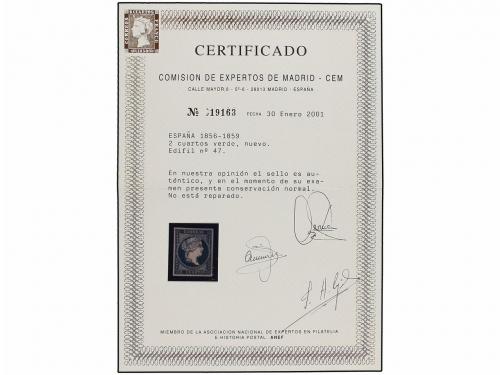 CERTIFICADO
COMISION DE EXPERTOS DE MADRID - CEM
CALLE MAYOR,6 - 5º-6 - 28013 MADRID - ESPAÑA
Nº 19163 FECHA 30 Enero 2001
ESPAÑA 1856-1859
2 cuartos verde, nuevo.
Edifil nº 47.
En nuestra opinión el sello es au-
téntico, y en el momento de su exa-
men presenta conservación normal.
No está reparado.
MIEMBRO DE LA ASOCIACION NACIONAL DE EXPERTOS EN FILATELIA
E HISTORIA POSTAL. ANEF